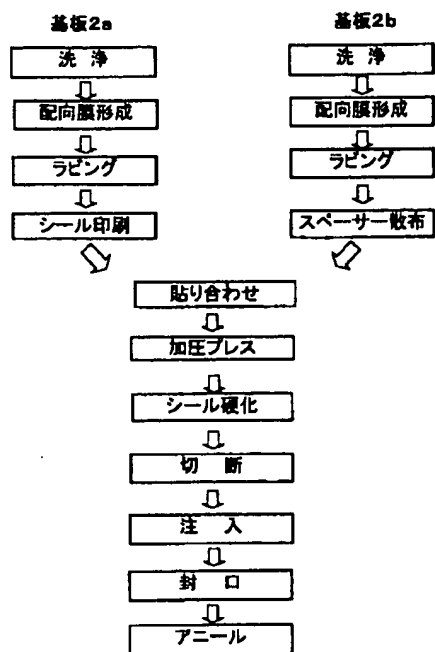 基板2a
洗 浄
配向膜形成
ラビング
シール印刷
基板2b
洗 浄
配向膜形成
ラビング
スペーサー散布
貼り合わせ
加圧プレス
シール硬化
切 断
注 入
封 口
アニール